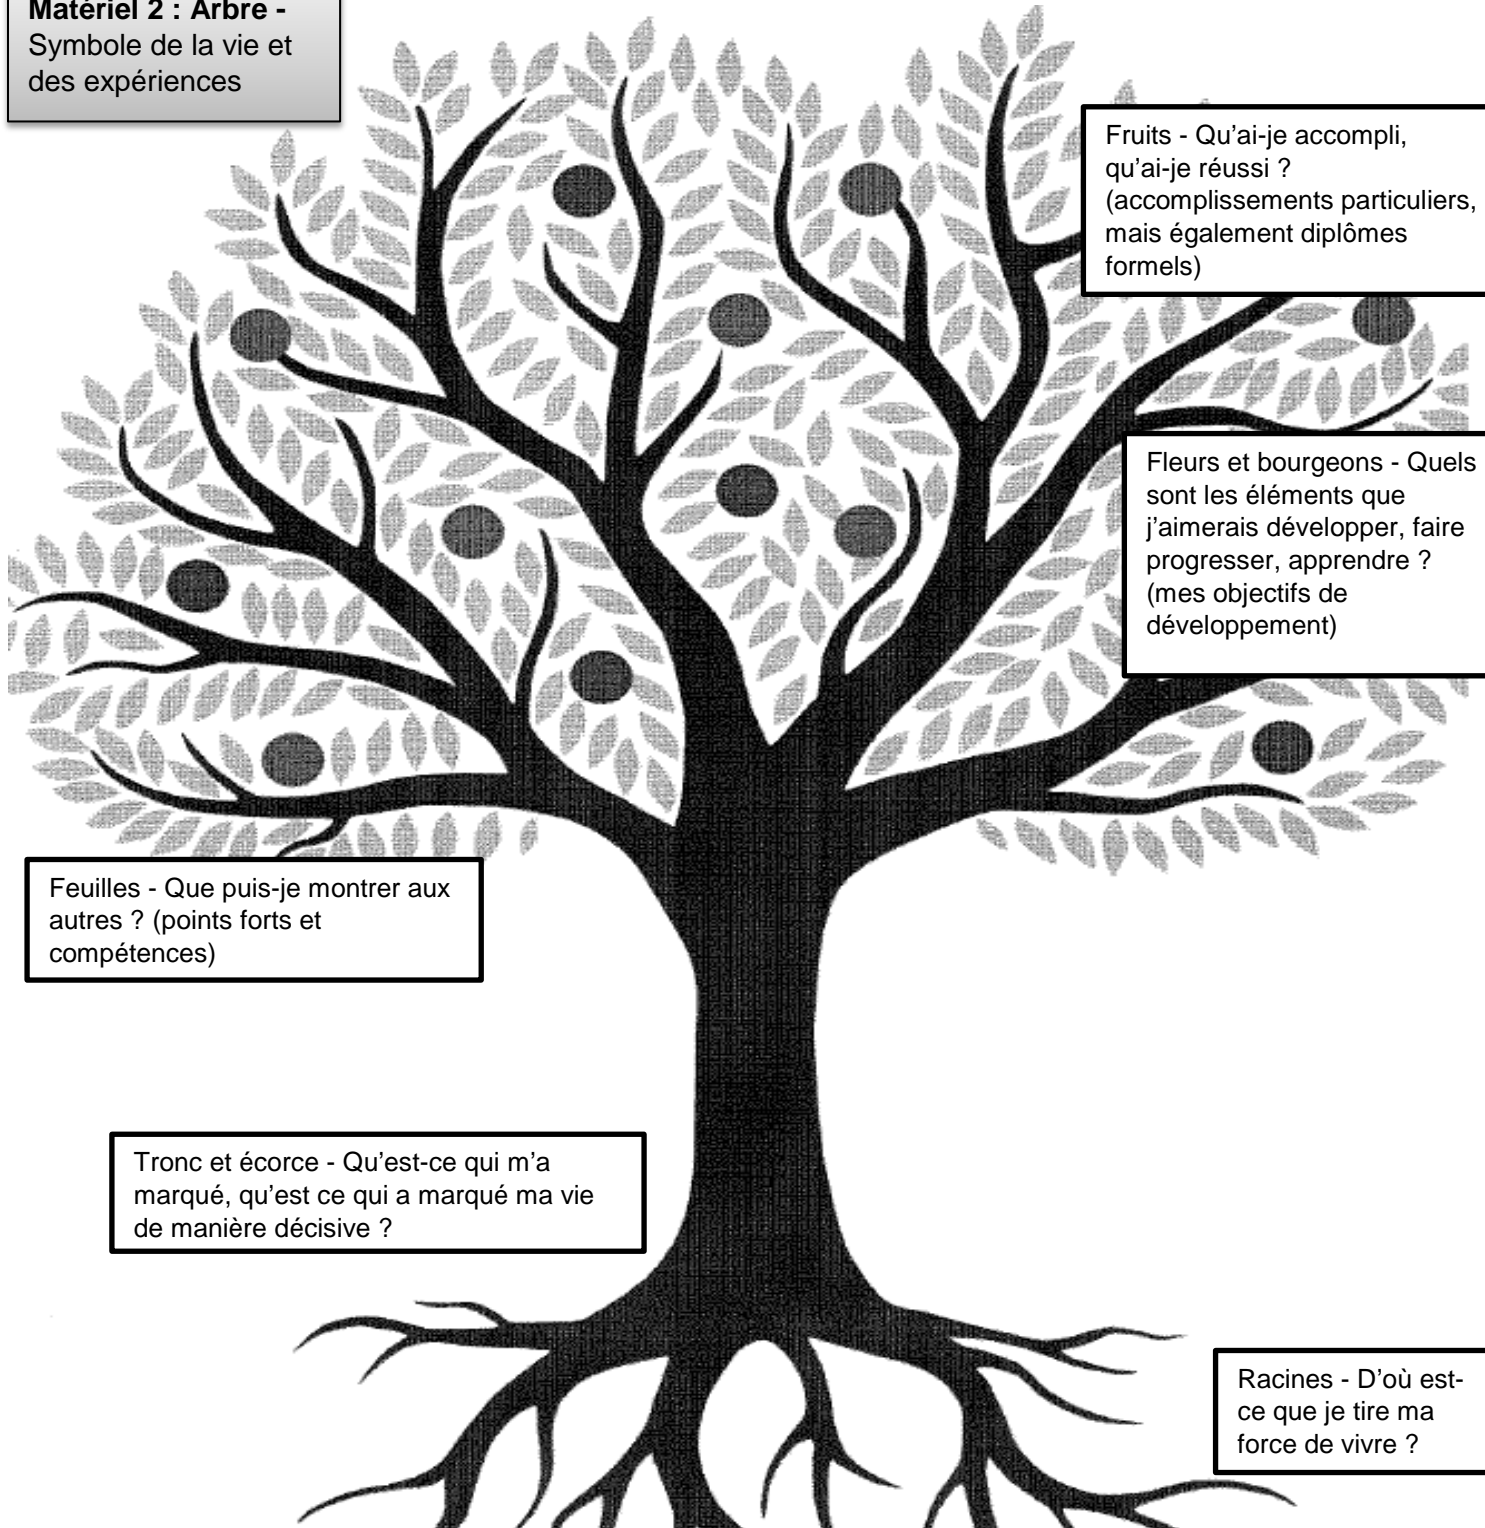 Matériel 2 : Arbre -
Symbole de la vie et
des expériences
Fruits - Qu'ai-je accompli,
qu'ai-je réussi ?
(accomplissements particuliers,
mais également diplômes
formels)
Fleurs et bourgeons - Quels
sont les éléments que
j'aimerais développer, faire
progresser, apprendre ?
(mes objectifs de
développement)
Feuilles - Que puis-je montrer aux
autres ? (points forts et
compétences)
Tronc et écorce - Qu'est-ce qui m'a
marqué, qu'est ce qui a marqué ma vie
de manière décisive ?
Racines - D'où est-
ce que je tire ma
force de vivre ?